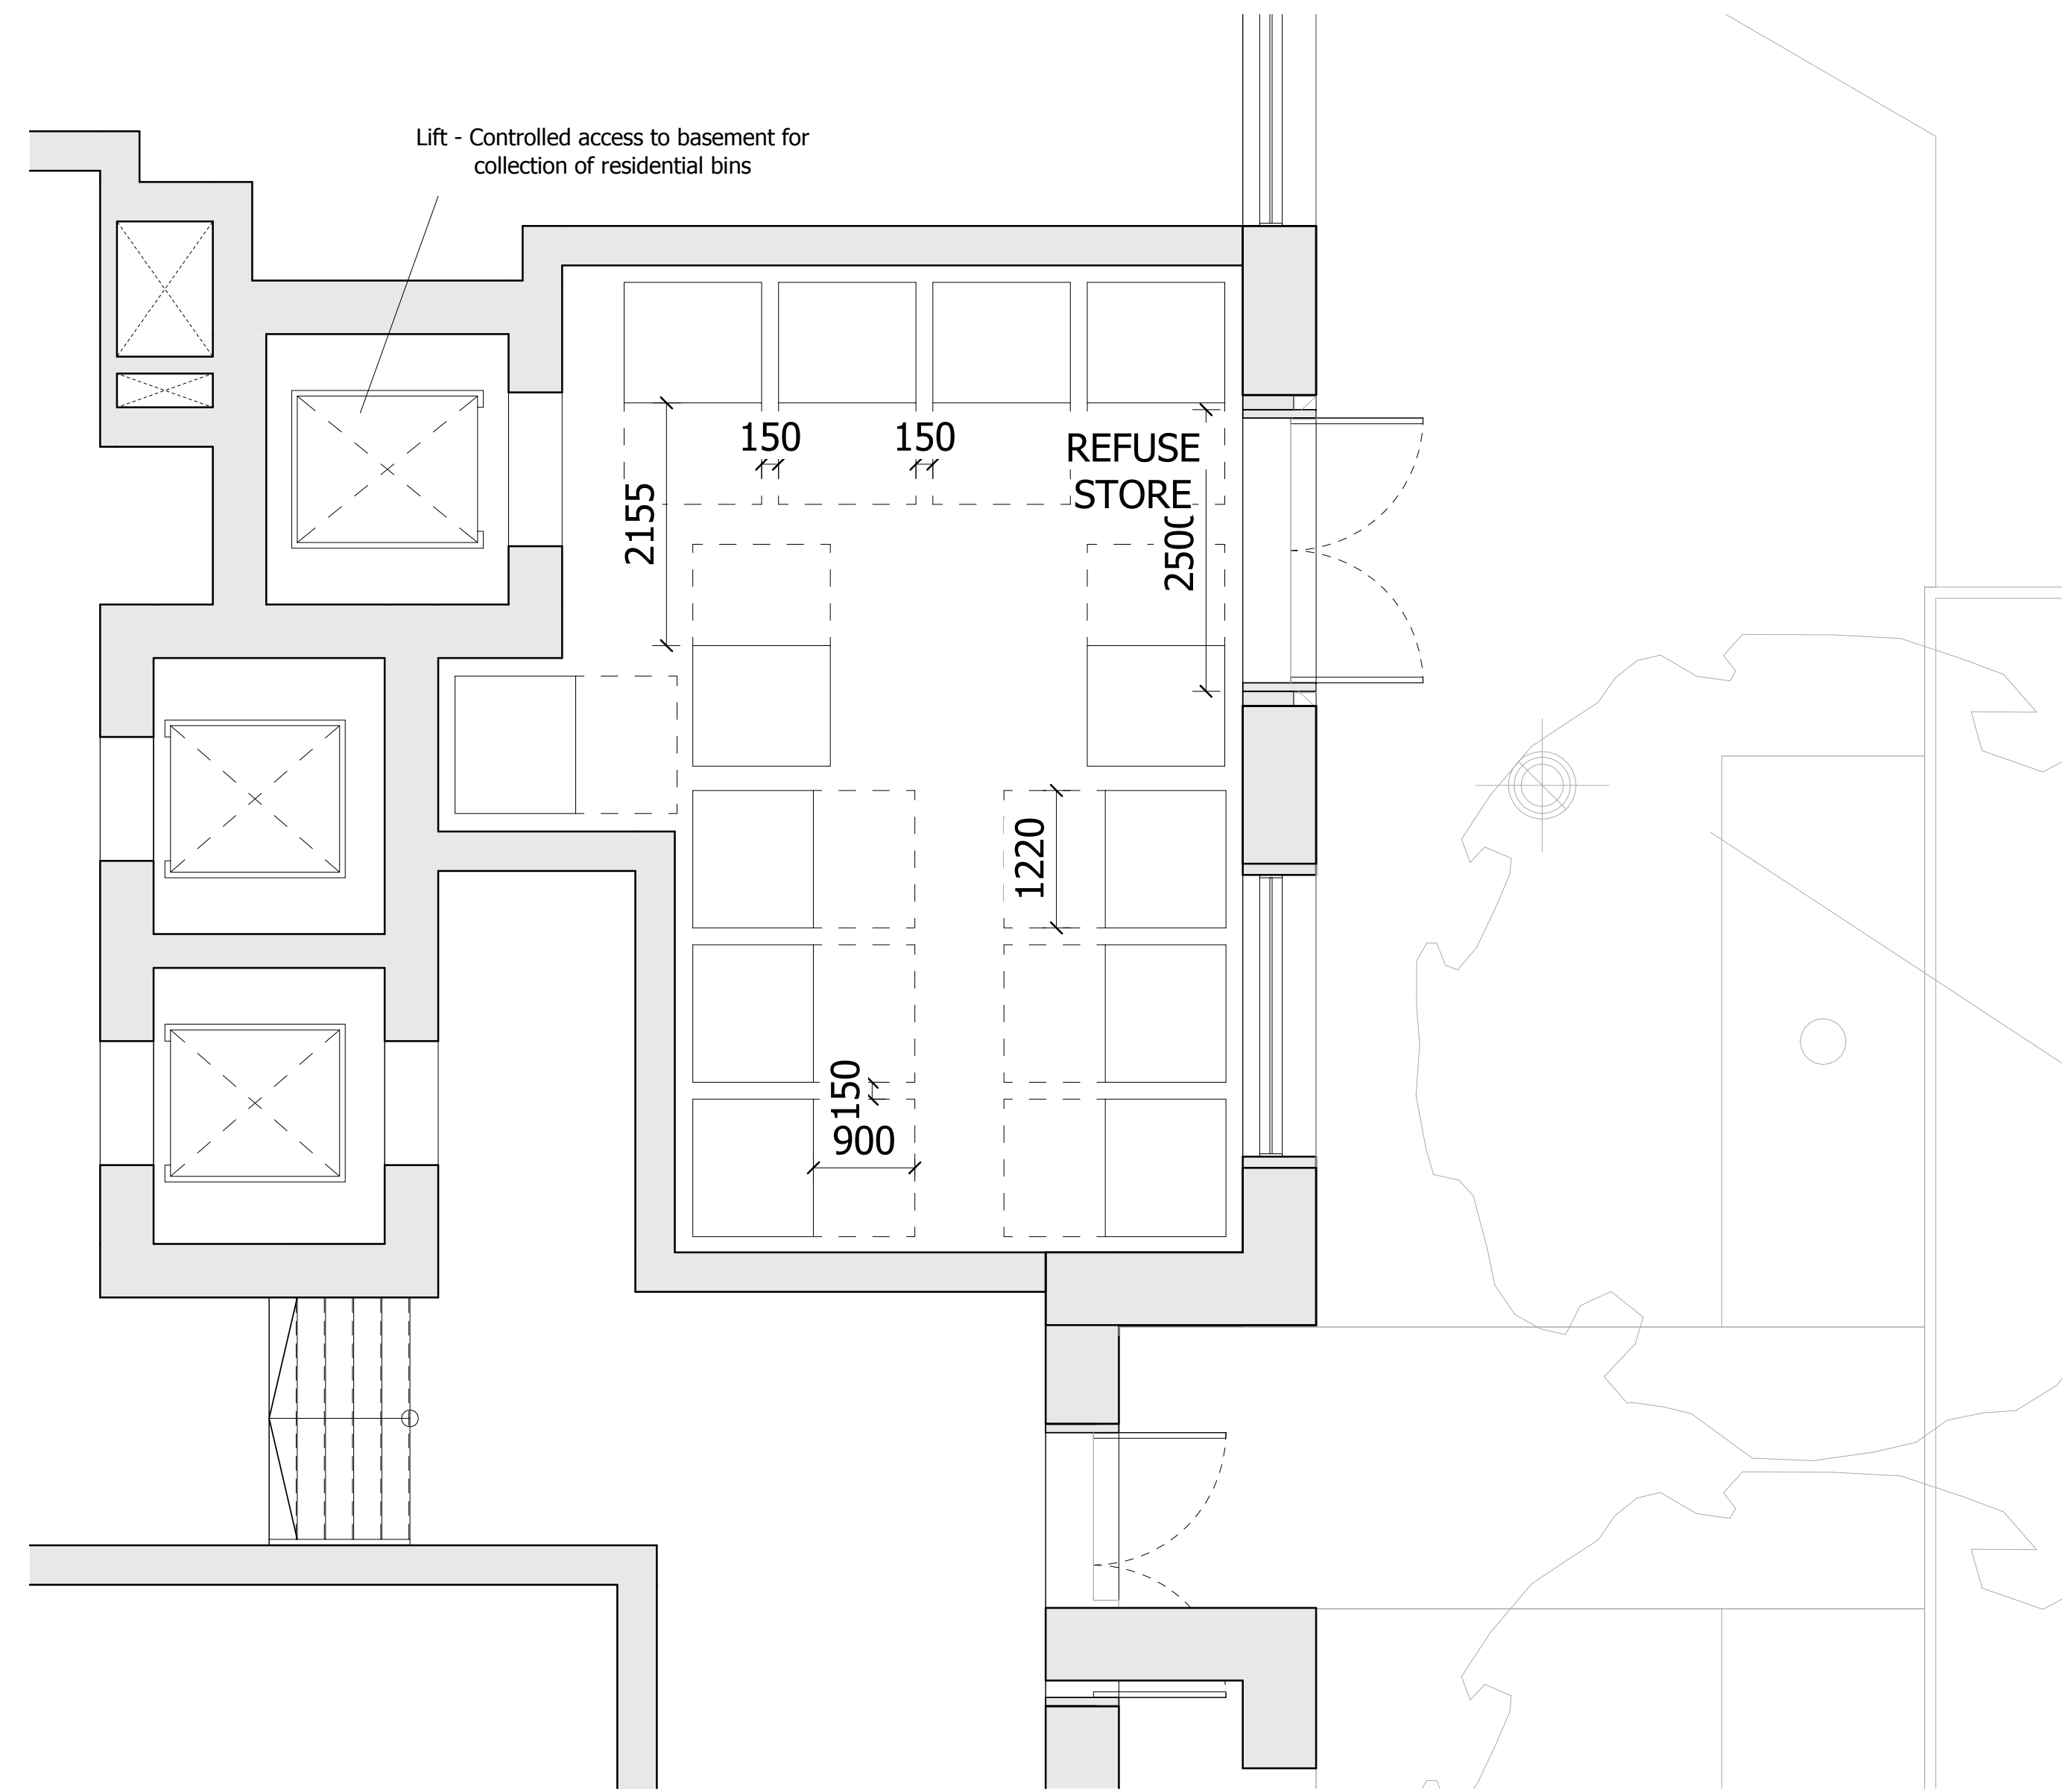 Lift - Controlled access to basement for
collection of residential bins
150
150
REFUSE
STORE
2155
2500
1220
150
900